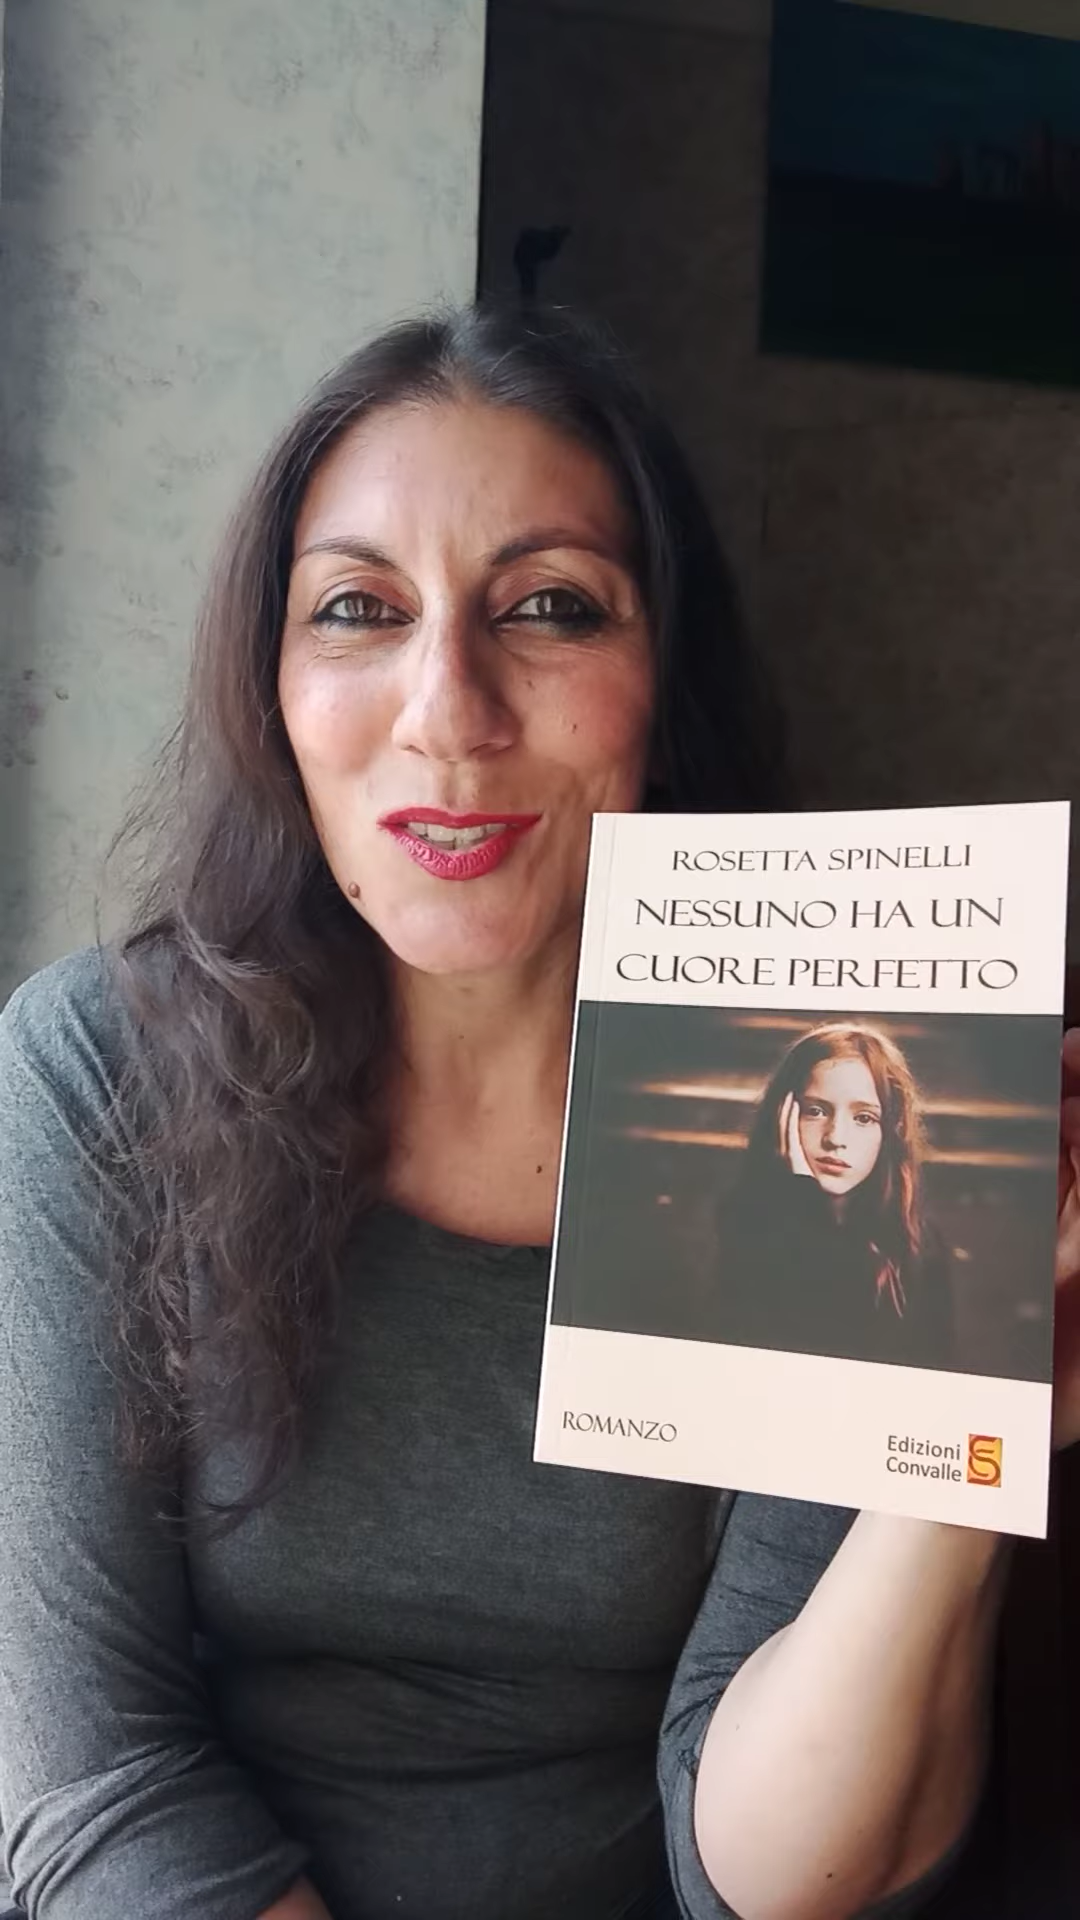 ROSETTA SPINELLI
NESSUNO HA UN
CUORE PERFETTO
ROMANZO
Edizioni
Convalle